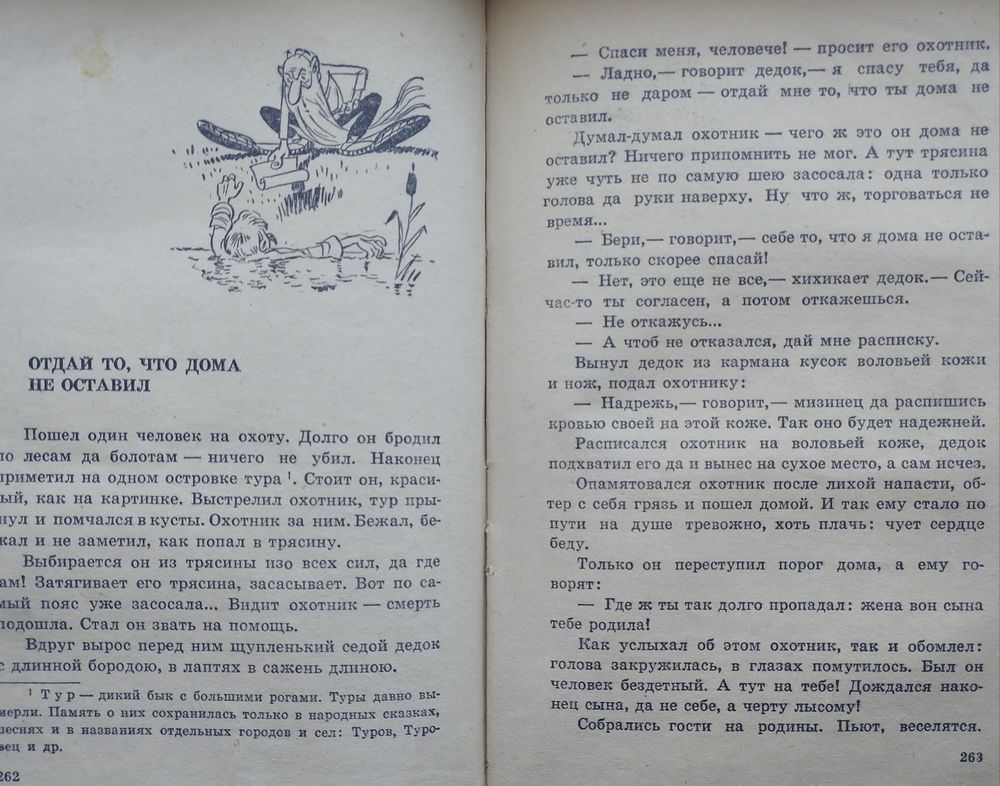 ОТДАЙ ТО, ЧТО ДОМА
НЕ ОСТАВИЛ
Пошел один человек на охоту. Долго он бродил
по лесам да болотам — ничего не убил. Наконец
приметил на одном островке тура ¹. Стоит он, краси-
ый, как на картинке. Выстрелил охотник, тур пры-
нул и помчался в кусты. Охотник за ним. Бежал, бе-
жал и не заметил, как попал в трясину.
Выбирается он из трясины изо всех сил, да где
ам! Затягивает его трясина, засасывает. Вот по са-
мый пояс уже засосала... Видит охотник — смерть
подошла. Стал он звать на помощь.
Вдруг вырос перед ним щупленький седой дедок
с длинной бородою, в лаптях в сажень длиною.
¹ Тур — дикий бык с большими рогами. Туры давно вы-
мерли. Память о них сохранилась только в народных сказках,
песнях и в названиях отдельных городов и сел: Туров, Туро-
вец и др.
262
— Спаси меня, человече! — просит его охотник.
— Ладно,— говорит дедок,— я спасу тебя, да
только не даром — отдай мне то, что ты дома не
оставил.
Думал-думал охотник — чего ж это он дома не
оставил? Ничего припомнить не мог. А тут трясина
уже чуть не по самую шею засосала: одна только
голова да руки наверху. Ну что ж, торговаться не
время...
— Бери,— говорит,— себе то, что я дома не оста-
вил, только скорее спасай!
— Нет, это еще не все,— хихикает дедок.— Сей-
час-то ты согласен, а потом откажешься.
— Не откажусь...
— А чтоб не отказался, дай мне расписку.
Вынул дедок из кармана кусок воловьей кожи
и нож, подал охотнику:
— Надрежь,— говорит,— мизинец да распишись
кровью своей на этой коже. Так оно будет надежней.
Расписался охотник на воловьей коже, дедок
подхватил его да и вынес на сухое место, а сам исчез.
Опамятовался охотник после лихой напасти, об-
тер с себя грязь и пошел домой. И так ему стало по
пути на душе тревожно, хоть плачь: чует сердце
беду.
Только он переступил порог дома, а ему го-
ворят:
— Где ж ты так долго пропадал: жена вон сына
тебе родила!
Как услыхал об этом охотник, так и обомлел:
голова закружилась, в глазах помутилось. Был он
человек бездетный. А тут на тебе! Дождался нако-
нец сына, да не себе, а черту лысому!
Собрались гости на родины. Пьют, веселятся.
263